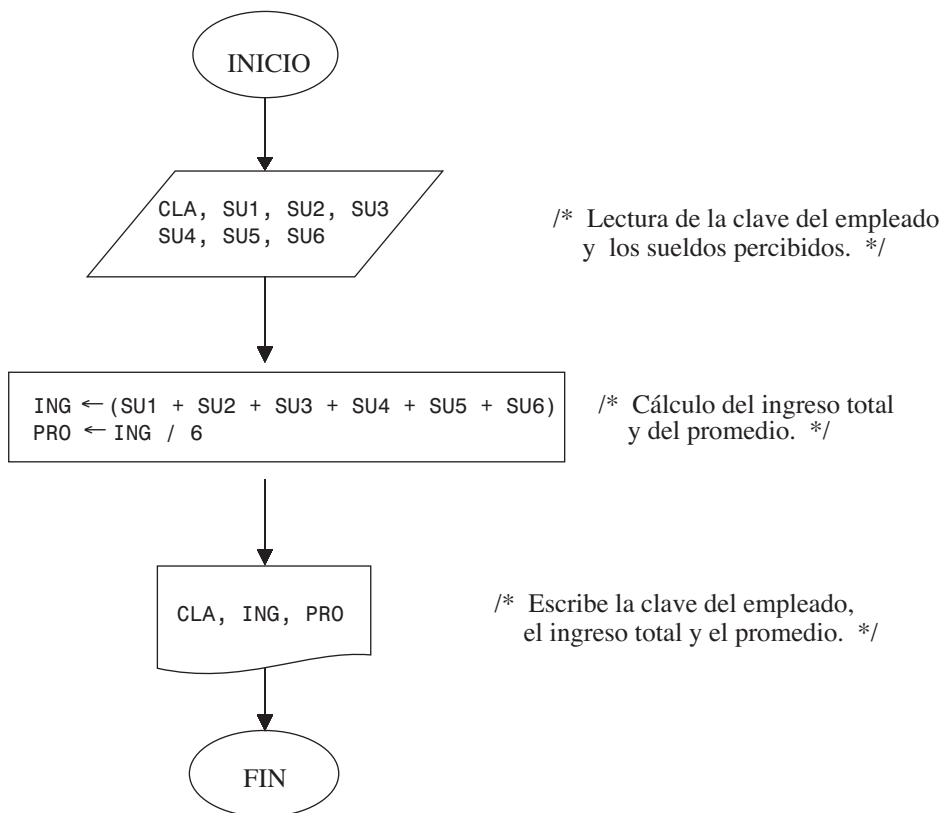 INICIO
CLA, SU1, SU2, SU3
SU4, SU5, SU6
/* Lectura de la clave del empleado
y los sueldos percibidos. */
ING ← (SU1 + SU2 + SU3 + SU4 + SU5 + SU6)
PRO ← ING / 6
/* Cálculo del ingreso total
y del promedio. */
CLA, ING, PRO
/* Escribe la clave del empleado,
el ingreso total y el promedio. */
FIN